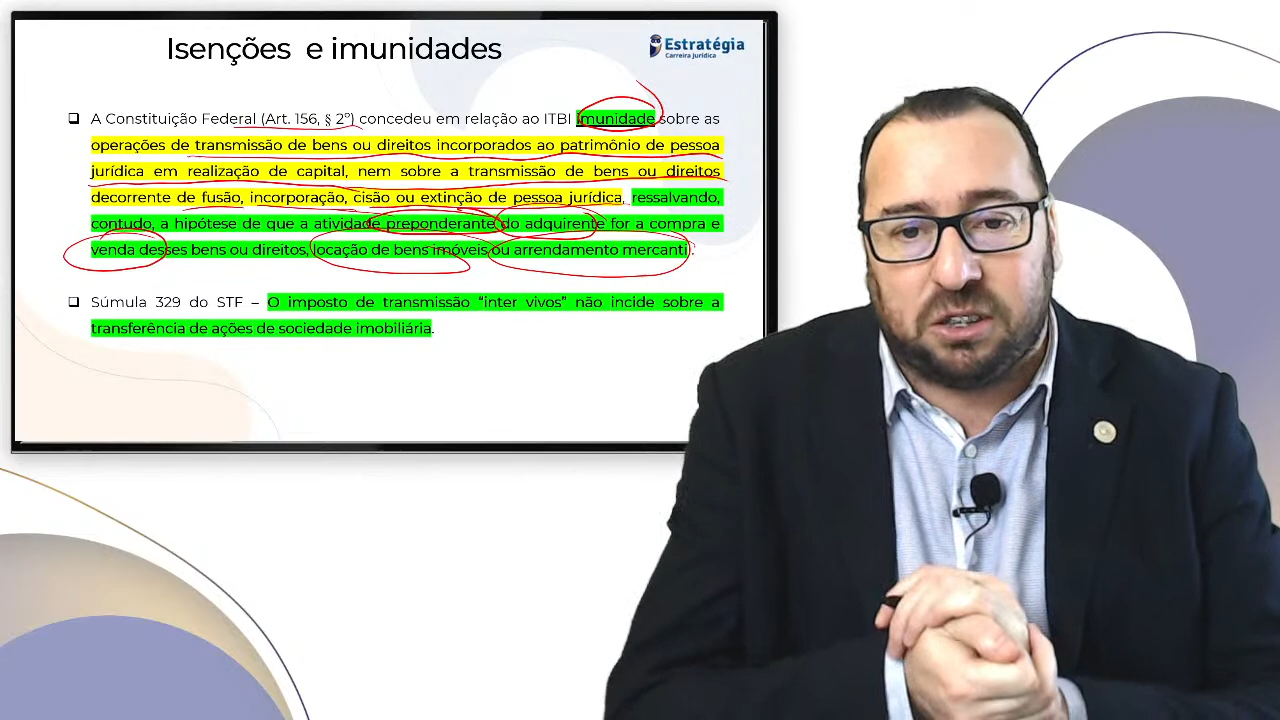 Isenções e imunidades
Estratégia
Carreira Jurídica
❑ A Constituição Federal (Art. 156, § 2º) concedeu em relação ao ITBI imunidade sobre as
operações de transmissão de bens ou direitos incorporados ao patrimônio de pessoa
jurídica em realização de capital, nem sobre a transmissão de bens ou direitos
decorrente de fusão, incorporação, cisão ou extinção de pessoa jurídica, ressalvando,
contudo, a hipótese de que a atividade preponderante do adquirente for a compra e
venda desses bens ou direitos, locação de bens imóveis ou arrendamento mercantil.
❑ Súmula 329 do STF – O imposto de transmissão “inter vivos” não incide sobre a
transferência de ações de sociedade imobiliária.